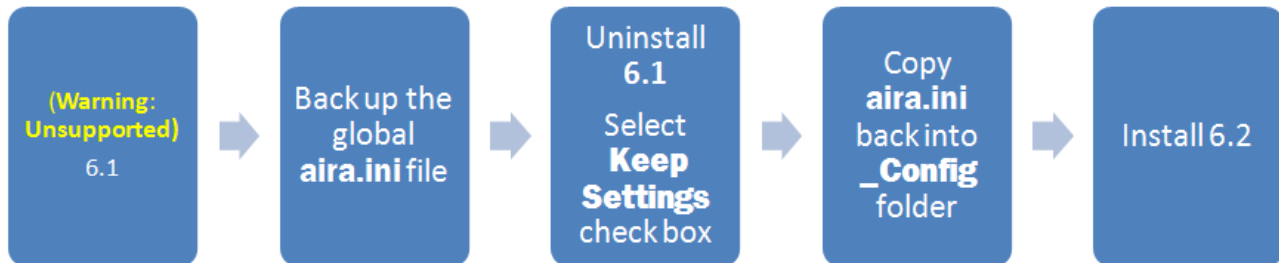 (Warning:
Unsupported)
6.1
Back up the
global
aira.ini file
Uninstall
6.1
Select
Keep
Settings
check box
Copy
aira.ini
back into
_Config
folder
Install 6.2